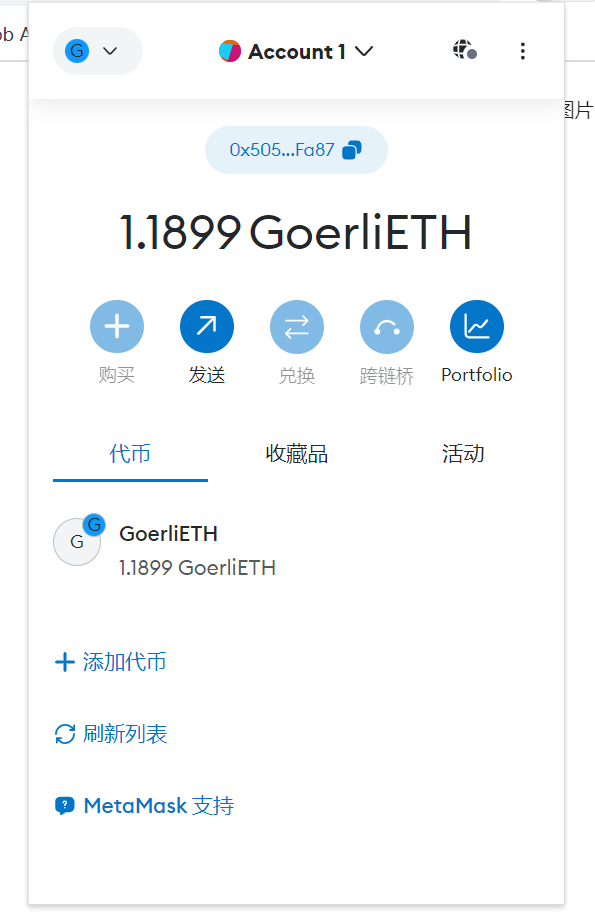 ob A
G
Account 1
图片
0x505...Fa87
1.1899 GoerliETH
购买
发送
兑换
跨链桥
Portfolio
代币
收藏品
活动
G
G
GoerliETH
1.1899 GoerliETH
添加代币
刷新列表
MetaMask 支持